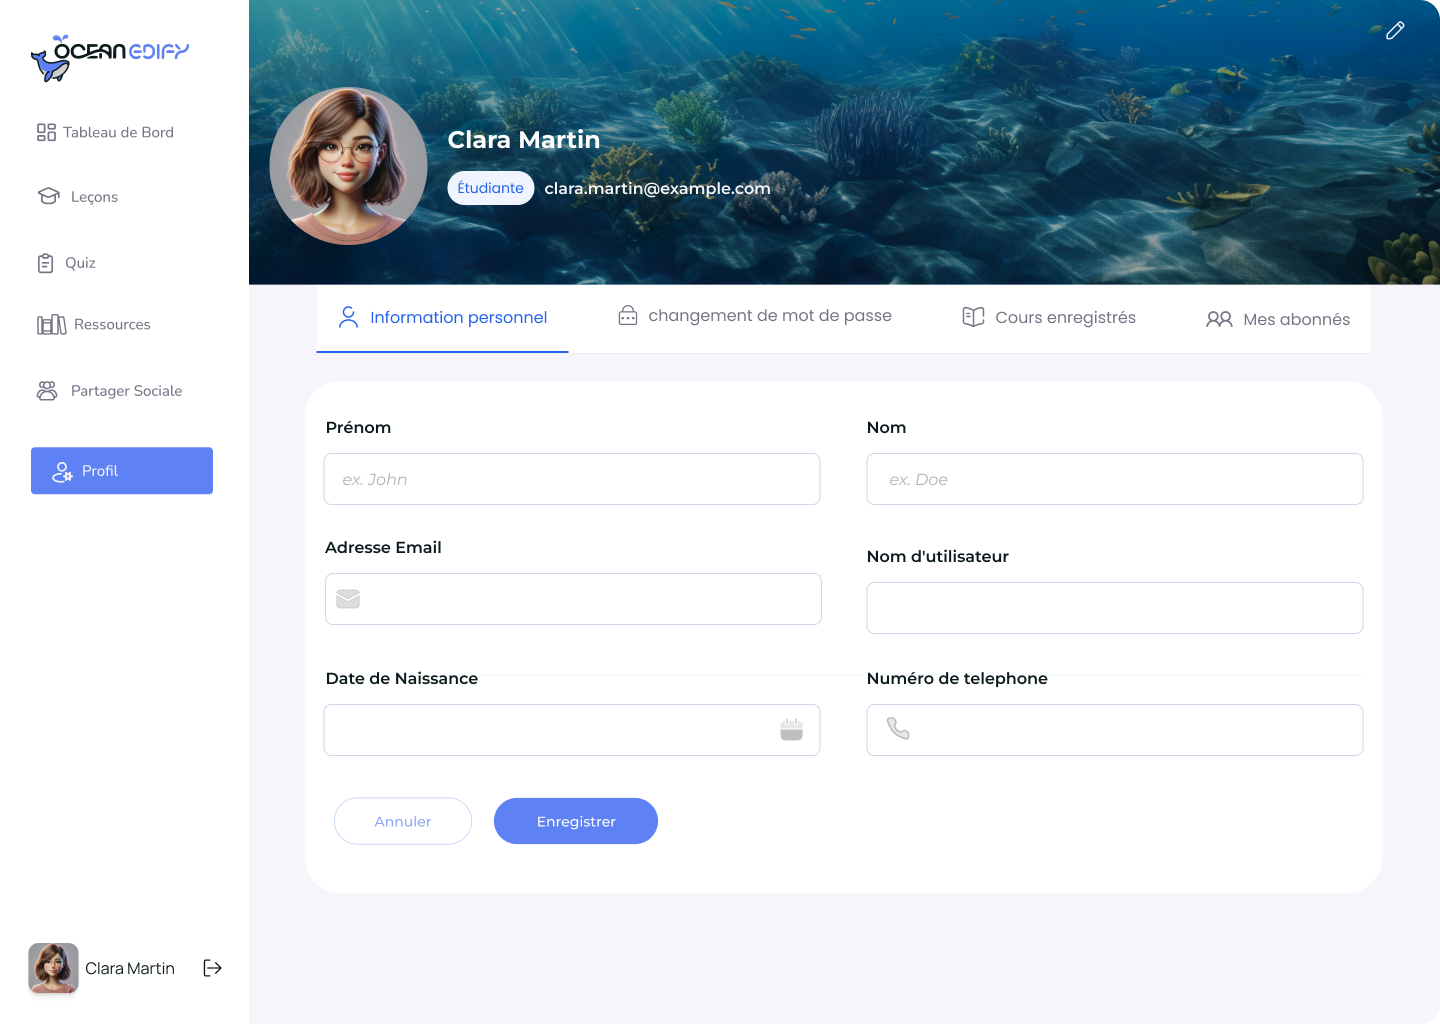 OCEAN EDIFY
Tableau de Bord
Leçons
Quiz
Ressources
Partager Sociale
Profil
Clara Martin
Clara Martin
Étudiante clara.martin@example.com
Information personnel changement de mot de passe Cours enregistrés Mes abonnés
Prénom Nom
ex. John ex. Doe
Adresse Email Nom d'utilisateur
Date de Naissance Numéro de telephone
Annuler Enregistrer